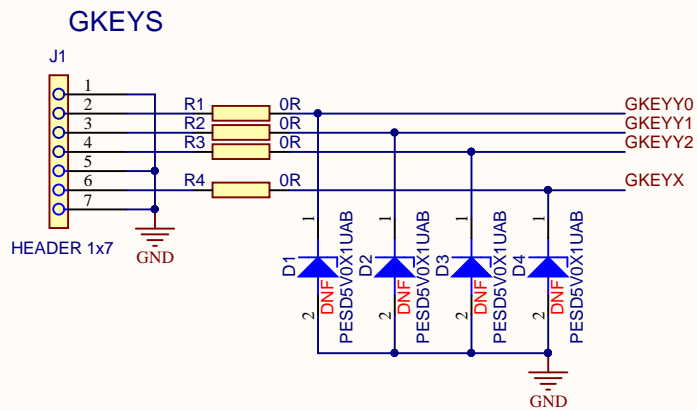 GKEYS
J1
1
2 R1 0R GKEYY0
3 R2 0R GKEYY1
4 R3 0R GKEYY2
5
6 R4 0R GKEYX
7
HEADER 1x7
GND
1 1 1 1
D1 DNF PESD5V0X1UAB
D2 DNF PESD5V0X1UAB
D3 DNF PESD5V0X1UAB
D4 DNF PESD5V0X1UAB
2 2 2 2
GND